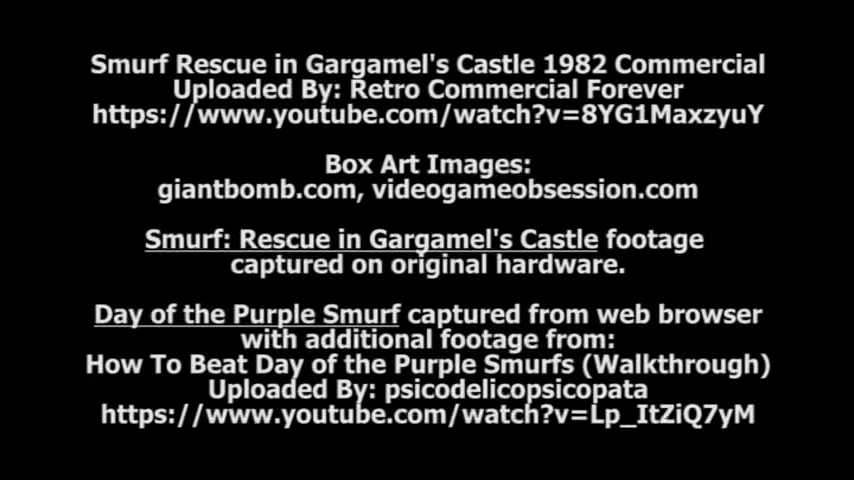 Smurf Rescue in Gargamel's Castle 1982 Commercial
Uploaded By: Retro Commercial Forever
https://www.youtube.com/watch?v=8YG1MaxzyuY
Box Art Images:
giantbomb.com, videogameobsession.com
Smurf: Rescue in Gargamel's Castle footage
captured on original hardware.
Day of the Purple Smurf captured from web browser
with additional footage from:
How To Beat Day of the Purple Smurfs (Walkthrough)
Uploaded By: psicodelicopsicopata
https://www.youtube.com/watch?v=Lp_ItZiQ7yM